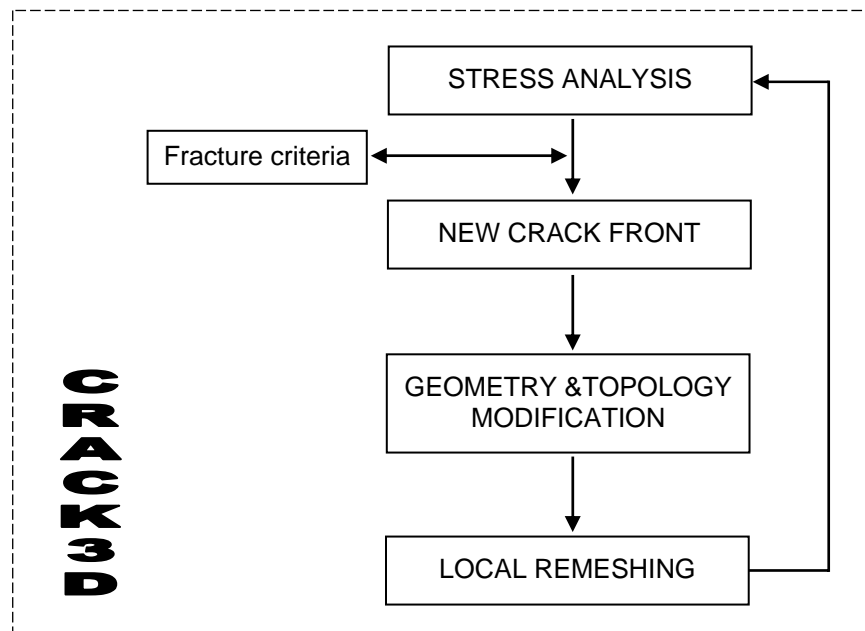 STRESS ANALYSIS
Fracture criteria
NEW CRACK FRONT
GEOMETRY &TOPOLOGY
MODIFICATION
LOCAL REMESHING
CRACK3D